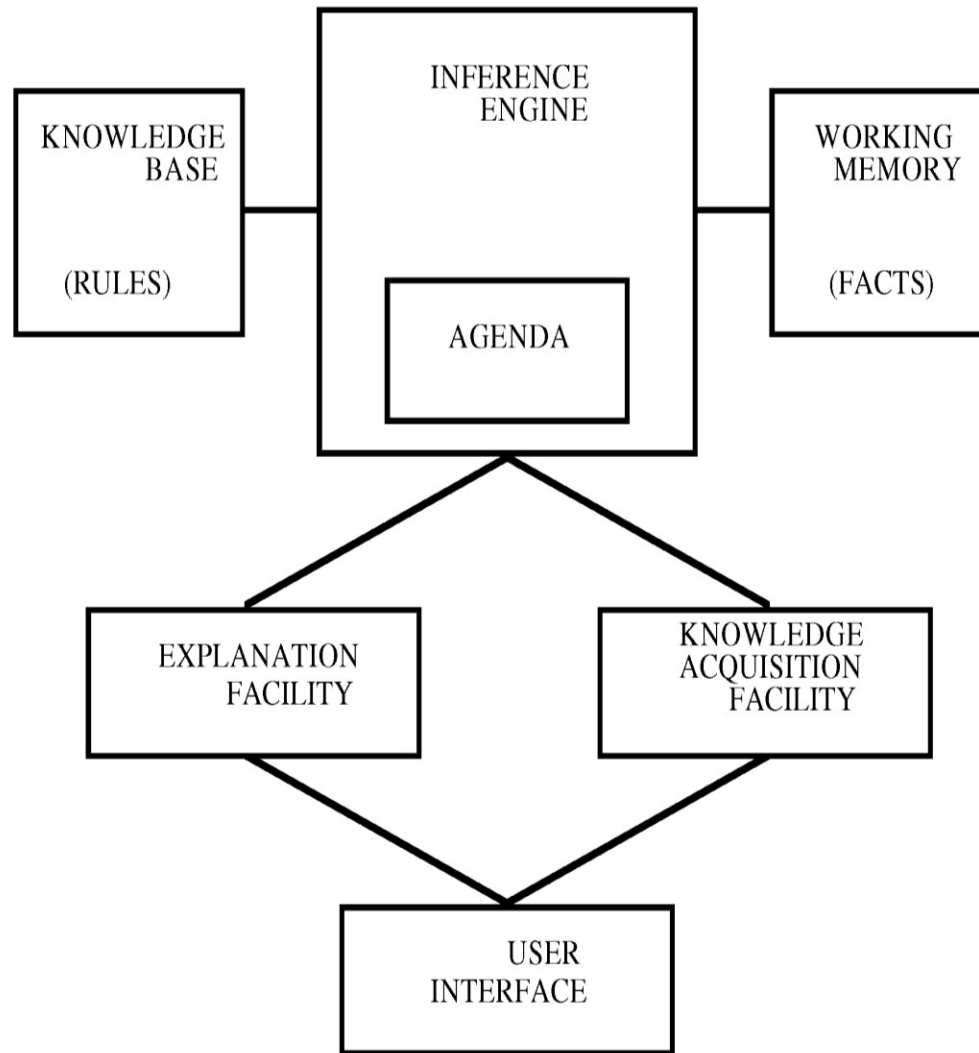 INFERENCE
ENGINE
KNOWLEDGE
BASE
(RULES)
WORKING
MEMORY
(FACTS)
AGENDA
EXPLANATION
FACILITY
KNOWLEDGE
ACQUISITION
FACILITY
USER
INTERFACE